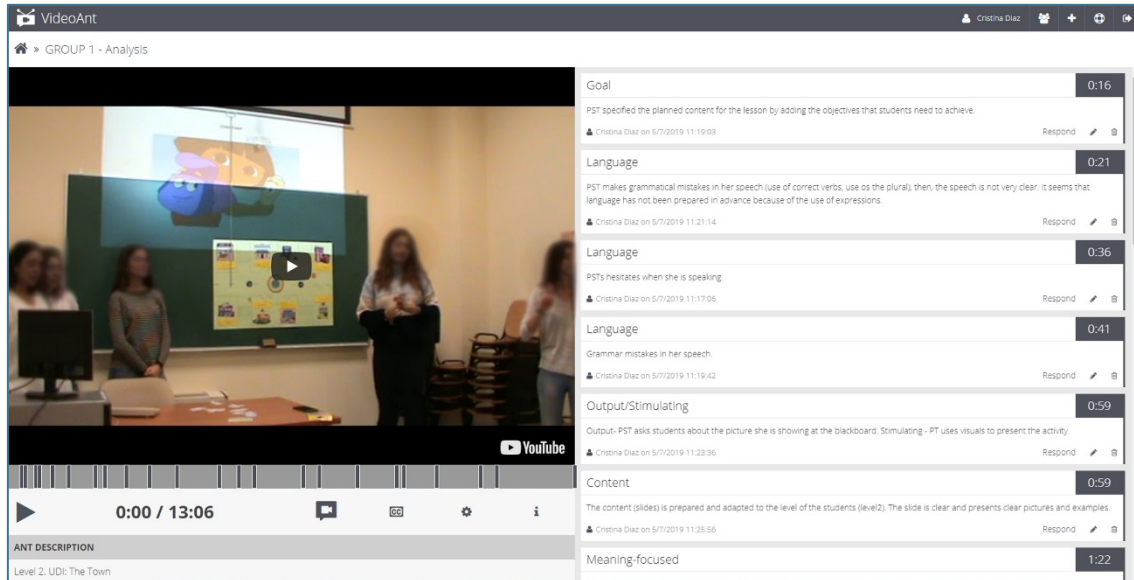 VideoAnt
Cristina Diaz
» GROUP 1 - Analysis
YouTube
0:00 / 13:06
CC
i
ANT DESCRIPTION
Level 2. UDI: The Town
Goal
0:16
PST specified the planned content for the lesson by adding the objectives that students need to achieve.
Cristina Diaz on 5/7/2019 11:19:03
Respond
Language
0:21
PST makes grammatical mistakes in her speech (use of correct verbs, use os the plural), then, the speech is not very clear. It seems that
language has not been prepared in advance because of the use of expressions.
Cristina Diaz on 5/7/2019 11:21:14
Respond
Language
0:36
PSTs hesitates when she is speaking.
Cristina Diaz on 5/7/2019 11:17:06
Respond
Language
0:41
Grammar mistakes in her speech.
Cristina Diaz on 5/7/2019 11:19:42
Respond
Output/Stimulating
0:59
Output- PST asks students about the picture she is showing at the blackboard. Stimulating - PT uses visuals to present the activity.
Cristina Diaz on 5/7/2019 11:23:36
Respond
Content
0:59
The content (slides) is prepared and adapted to the level of the students (level2). The slide is clear and presents clear pictures and examples.
Cristina Diaz on 5/7/2019 11:25:56
Respond
Meaning-focused
1:22